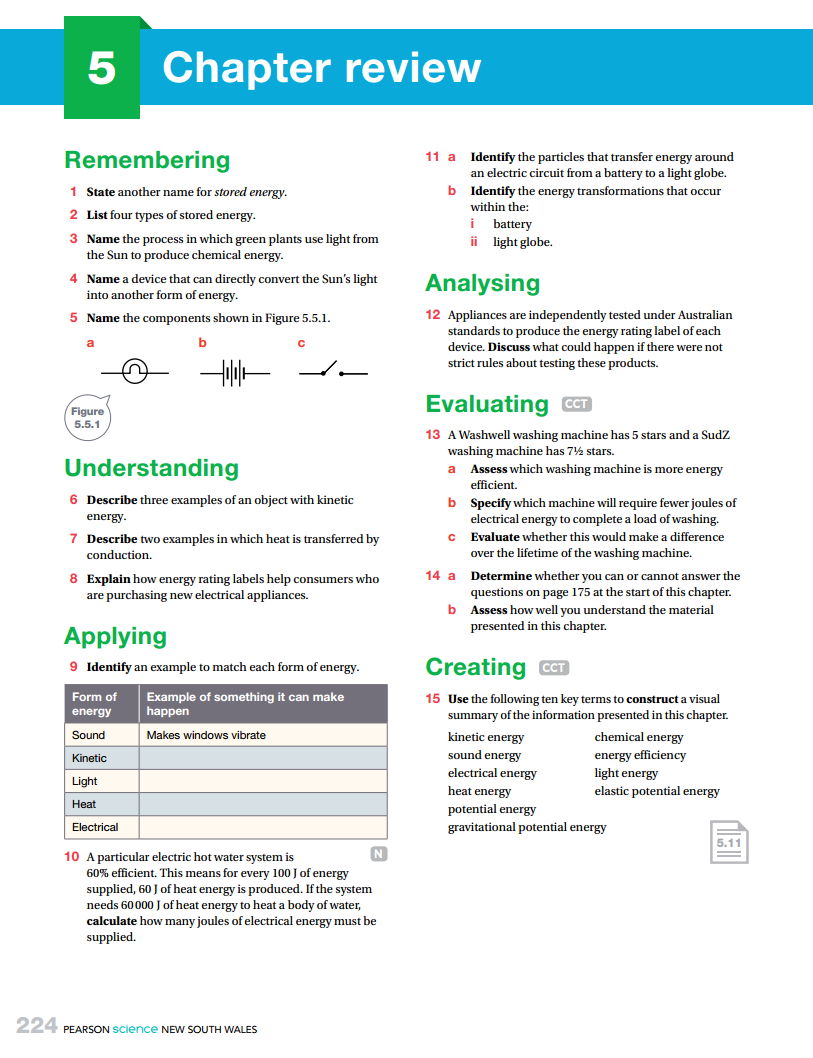 5 Chapter review
Remembering
1 State another name for stored energy.
2 List four types of stored energy.
3 Name the process in which green plants use light from
the Sun to produce chemical energy.
4 Name a device that can directly convert the Sun's light
into another form of energy.
5 Name the components shown in Figure 5.5.1.
a b c
Figure
5.5.1
Understanding
6 Describe three examples of an object with kinetic
energy.
7 Describe two examples in which heat is transferred by
conduction.
8 Explain how energy rating labels help consumers who
are purchasing new electrical appliances.
Applying
9 Identify an example to match each form of energy.
Form of
energy
Example of something it can make
happen
Sound Makes windows vibrate
Kinetic
Light
Heat
Electrical
10 A particular electric hot water system is N
60% efficient. This means for every 100 J of energy
supplied, 60 J of heat energy is produced. If the system
needs 60 000 J of heat energy to heat a body of water,
calculate how many joules of electrical energy must be
supplied.
11 a Identify the particles that transfer energy around
an electric circuit from a battery to a light globe.
b Identify the energy transformations that occur
within the:
i battery
ii light globe.
Analysing
12 Appliances are independently tested under Australian
standards to produce the energy rating label of each
device. Discuss what could happen if there were not
strict rules about testing these products.
Evaluating CCT
13 A Washwell washing machine has 5 stars and a SudZ
washing machine has 7½ stars.
a Assess which washing machine is more energy
efficient.
b Specify which machine will require fewer joules of
electrical energy to complete a load of washing.
c Evaluate whether this would make a difference
over the lifetime of the washing machine.
14 a Determine whether you can or cannot answer the
questions on page 175 at the start of this chapter.
b Assess how well you understand the material
presented in this chapter.
Creating CCT
15 Use the following ten key terms to construct a visual
summary of the information presented in this chapter.
kinetic energy chemical energy
sound energy energy efficiency
electrical energy light energy
heat energy elastic potential energy
potential energy
gravitational potential energy
5.11
224 PEARSON science NEW SOUTH WALES